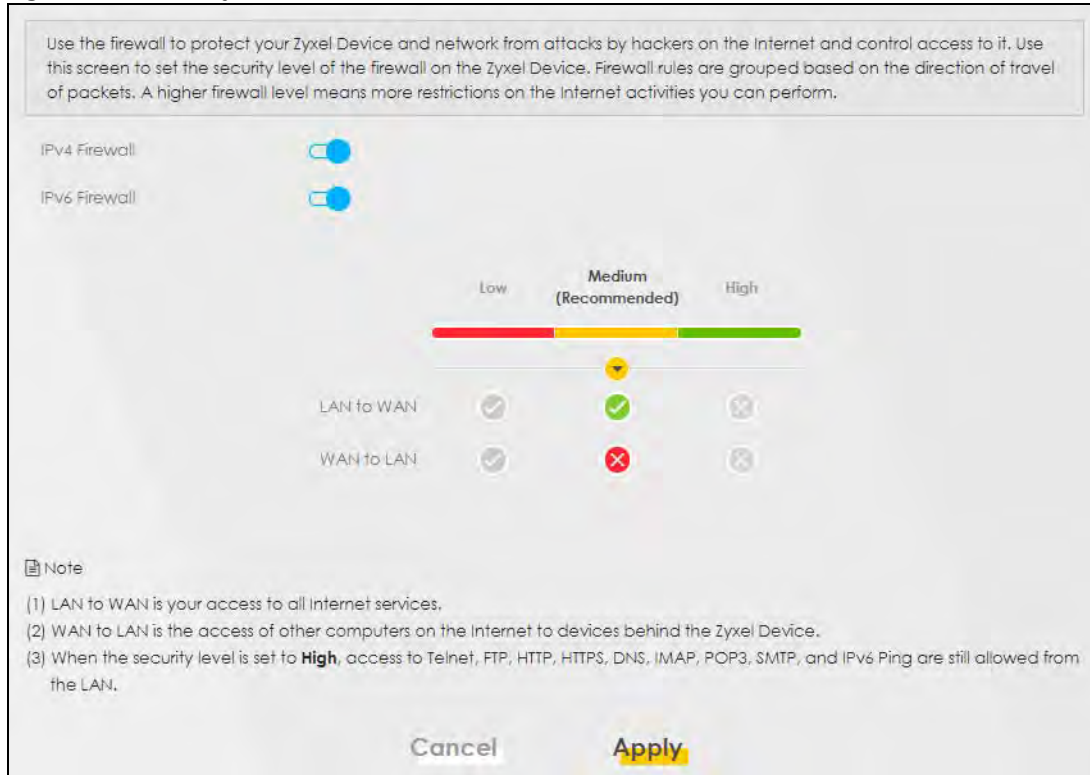 Use the firewall to protect your Zyxel Device and network from attacks by hackers on the Internet and control access to it. Use
this screen to set the security level of the firewall on the Zyxel Device. Firewall rules are grouped based on the direction of travel
of packets. A higher firewall level means more restrictions on the Internet activities you can perform.
IPv4 Firewall
IPv6 Firewall
Low Medium (Recommended) High
LAN to WAN
WAN to LAN
Note
(1) LAN to WAN is your access to all Internet services.
(2) WAN to LAN is the access of other computers on the Internet to devices behind the Zyxel Device.
(3) When the security level is set to High, access to Telnet, FTP, HTTP, HTTPS, DNS, IMAP, POP3, SMTP, and IPv6 Ping are still allowed from
the LAN.
Cancel Apply